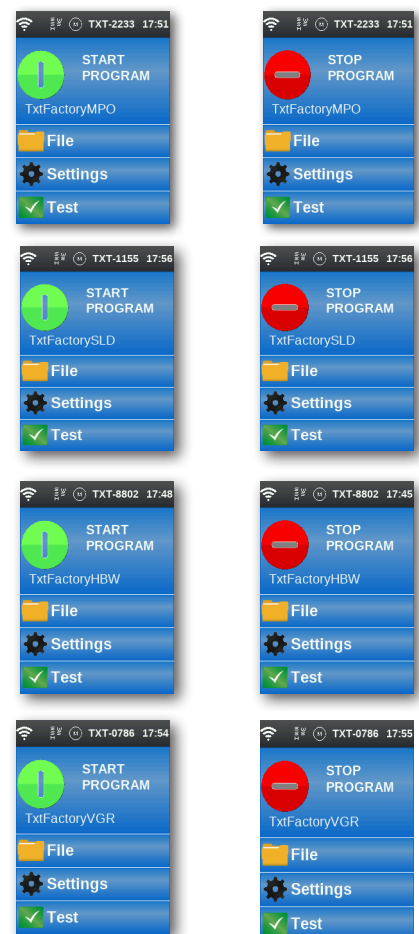 TXT-2233 17:51
START
PROGRAM
TxtFactoryMPO
File
Settings
Test
TXT-2233 17:51
STOP
PROGRAM
TxtFactoryMPO
File
Settings
Test
TXT-1155 17:56
START
PROGRAM
TxtFactorySLD
File
Settings
Test
TXT-1155 17:56
STOP
PROGRAM
TxtFactorySLD
File
Settings
Test
TXT-8802 17:48
START
PROGRAM
TxtFactoryHBW
File
Settings
Test
TXT-8802 17:45
STOP
PROGRAM
TxtFactoryHBW
File
Settings
Test
TXT-0786 17:54
START
PROGRAM
TxtFactoryVGR
File
Settings
Test
TXT-0786 17:55
STOP
PROGRAM
TxtFactoryVGR
File
Settings
Test